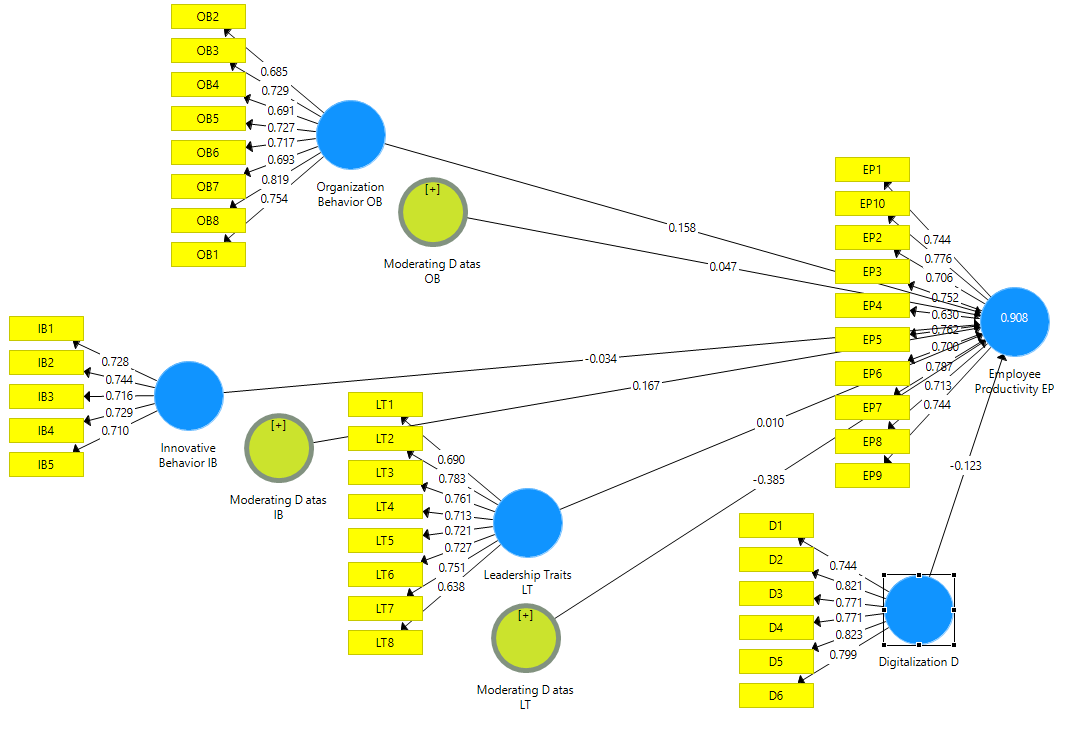 OB2
OB3
OB4
OB5
OB6
OB7
OB8
OB1
0.685
0.729
0.691
0.727
0.717
0.693
0.819
0.754
Organization
Behavior OB
[+]
Moderating D atas
OB
0.158
0.047
EP1
EP10
EP2
EP3
EP4
EP5
EP6
EP7
EP8
EP9
0.744
0.776
0.706
0.752
0.630
0.762
0.700
0.787
0.713
0.744
0.908
Employee
Productivity EP
IB1
IB2
IB3
IB4
IB5
0.728
0.744
0.716
0.729
0.710
Innovative
Behavior IB
[+]
Moderating D atas
IB
-0.034
0.167
LT1
LT2
LT3
LT4
LT5
LT6
LT7
LT8
0.690
0.783
0.761
0.713
0.721
0.727
0.751
0.638
Leadership Traits
LT
[+]
Moderating D atas
LT
0.010
-0.385
-0.123
D1
D2
D3
D4
D5
D6
0.744
0.821
0.771
0.771
0.823
0.799
Digitalization D